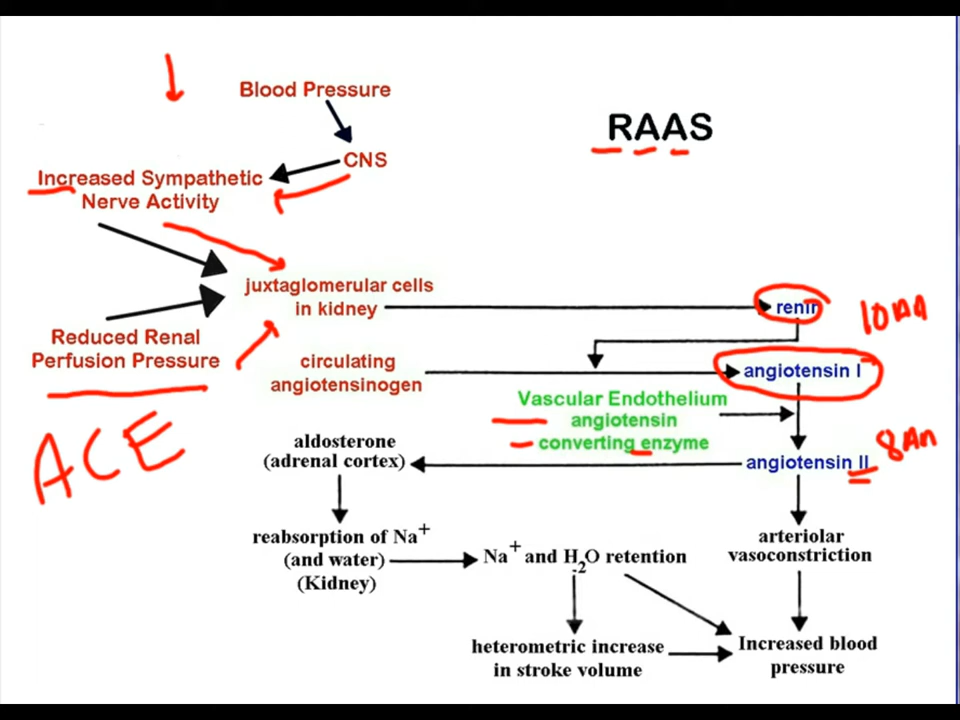 Blood Pressure
RAAS
CNS
Increased Sympathetic
Nerve Activity
juxtaglomerular cells
in kidney
renin
10AA
Reduced Renal
Perfusion Pressure
circulating
angiotensinogen
angiotensin I
Vascular Endothelium
angiotensin
converting enzyme
ACE
aldosterone
(adrenal cortex)
angiotensin II
8AA
reabsorption of Na+
(and water)
(Kidney)
Na+ and H2O retention
arteriolar
vasoconstriction
heterometric increase
in stroke volume
Increased blood
pressure